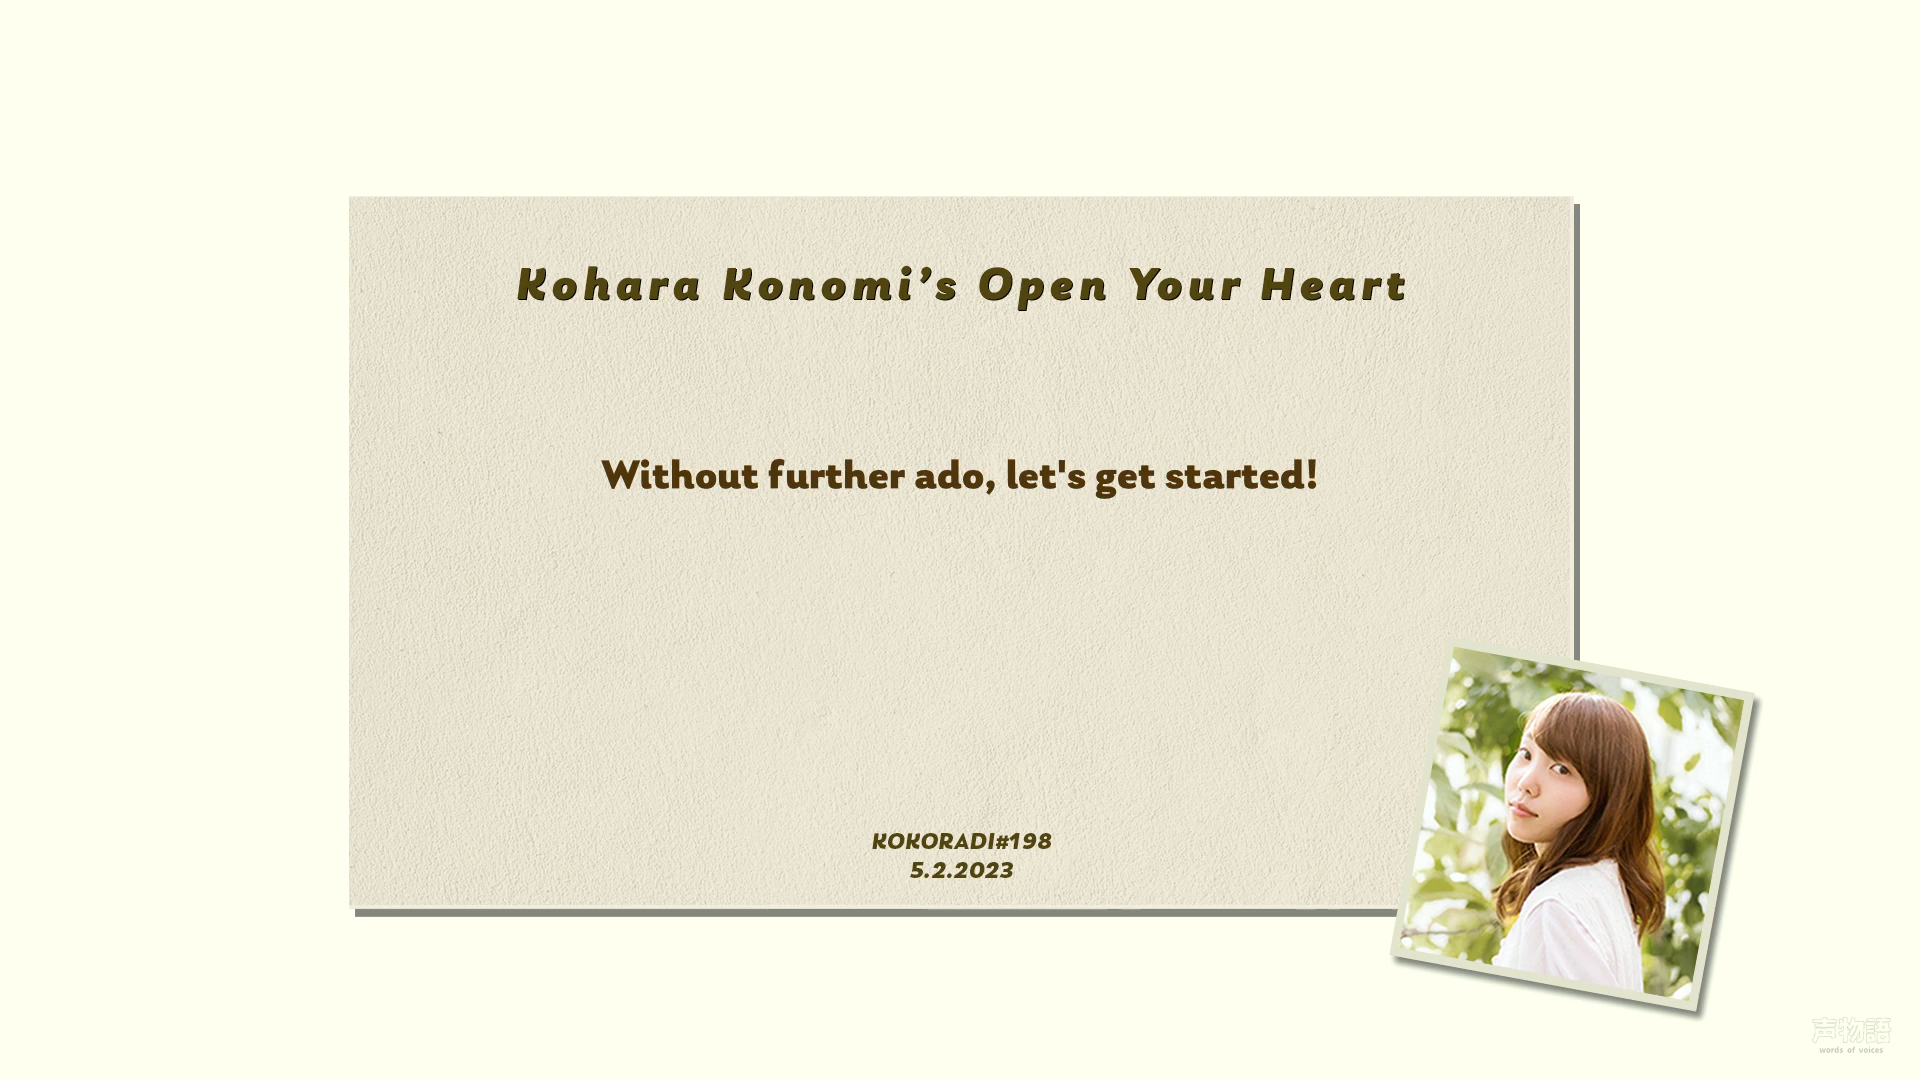 Kohara Konomi’s Open Your Heart
Without further ado, let's get started!
KOKORADI#198
5.2.2023
声物語
words of voices